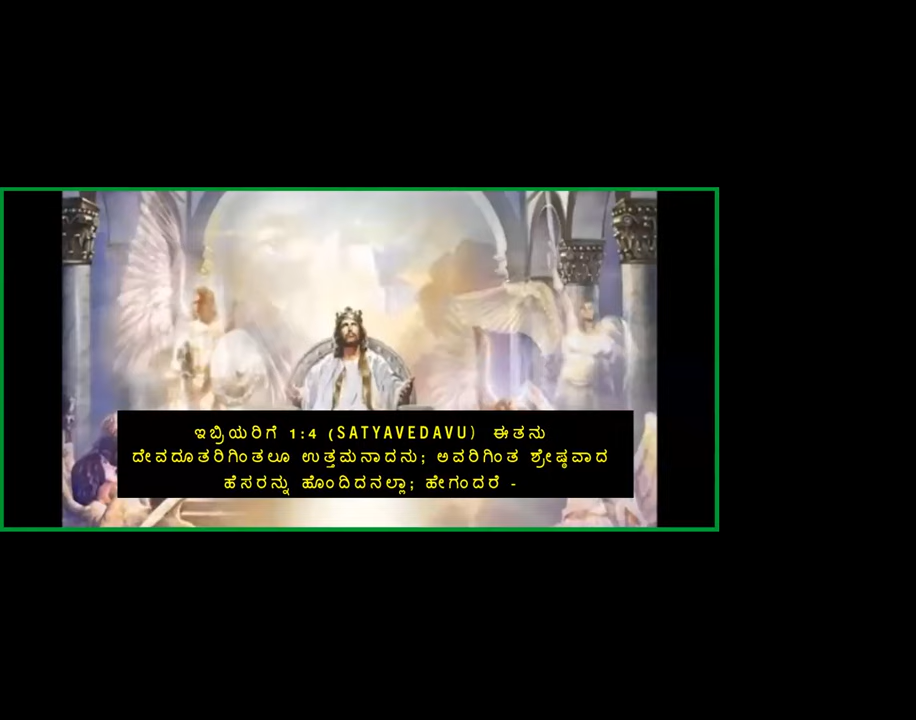 ಇಬ್ರಿಯರಿಗೆ 1:4 (SATYAVEDAVU) ಈತನು
ದೇವದೂತರಿಗಿಂತಲೂ ಉತ್ತಮನಾದನು; ಅವರಿಗಿಂತ ಶ್ರೇಷ್ಠವಾದ
ಹೆಸರನ್ನು ಹೊಂದಿದನಲ್ಲಾ; ಹೇಗಂದರೆ -